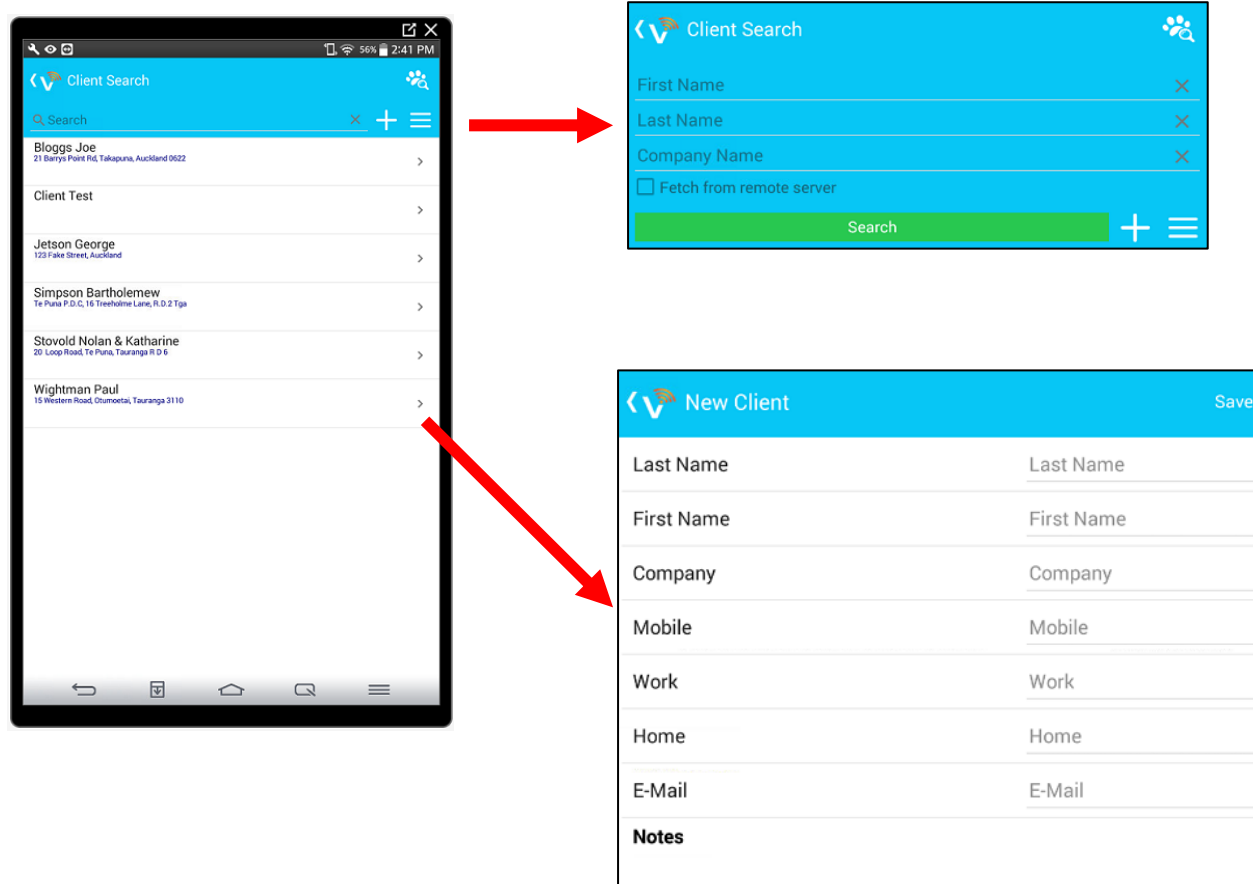 56% 2:41 PM
Client Search
Search
Bloggs Joe
21 Barrys Point Rd, Takapuna, Auckland 0622
Client Test
Jetson George
123 Fake Street, Auckland
Simpson Bartholemew
Te Puna P.D.C, 16 Treeholme Lane, R.D.2 Tga
Stovold Nolan & Katharine
20 Loop Road, Te Puna, Tauranga R D 6
Wightman Paul
15 Western Road, Otumoetai, Tauranga 3110
Client Search
First Name
Last Name
Company Name
Fetch from remote server
Search
New Client Save
Last Name Last Name
First Name First Name
Company Company
Mobile Mobile
Work Work
Home Home
E-Mail E-Mail
Notes